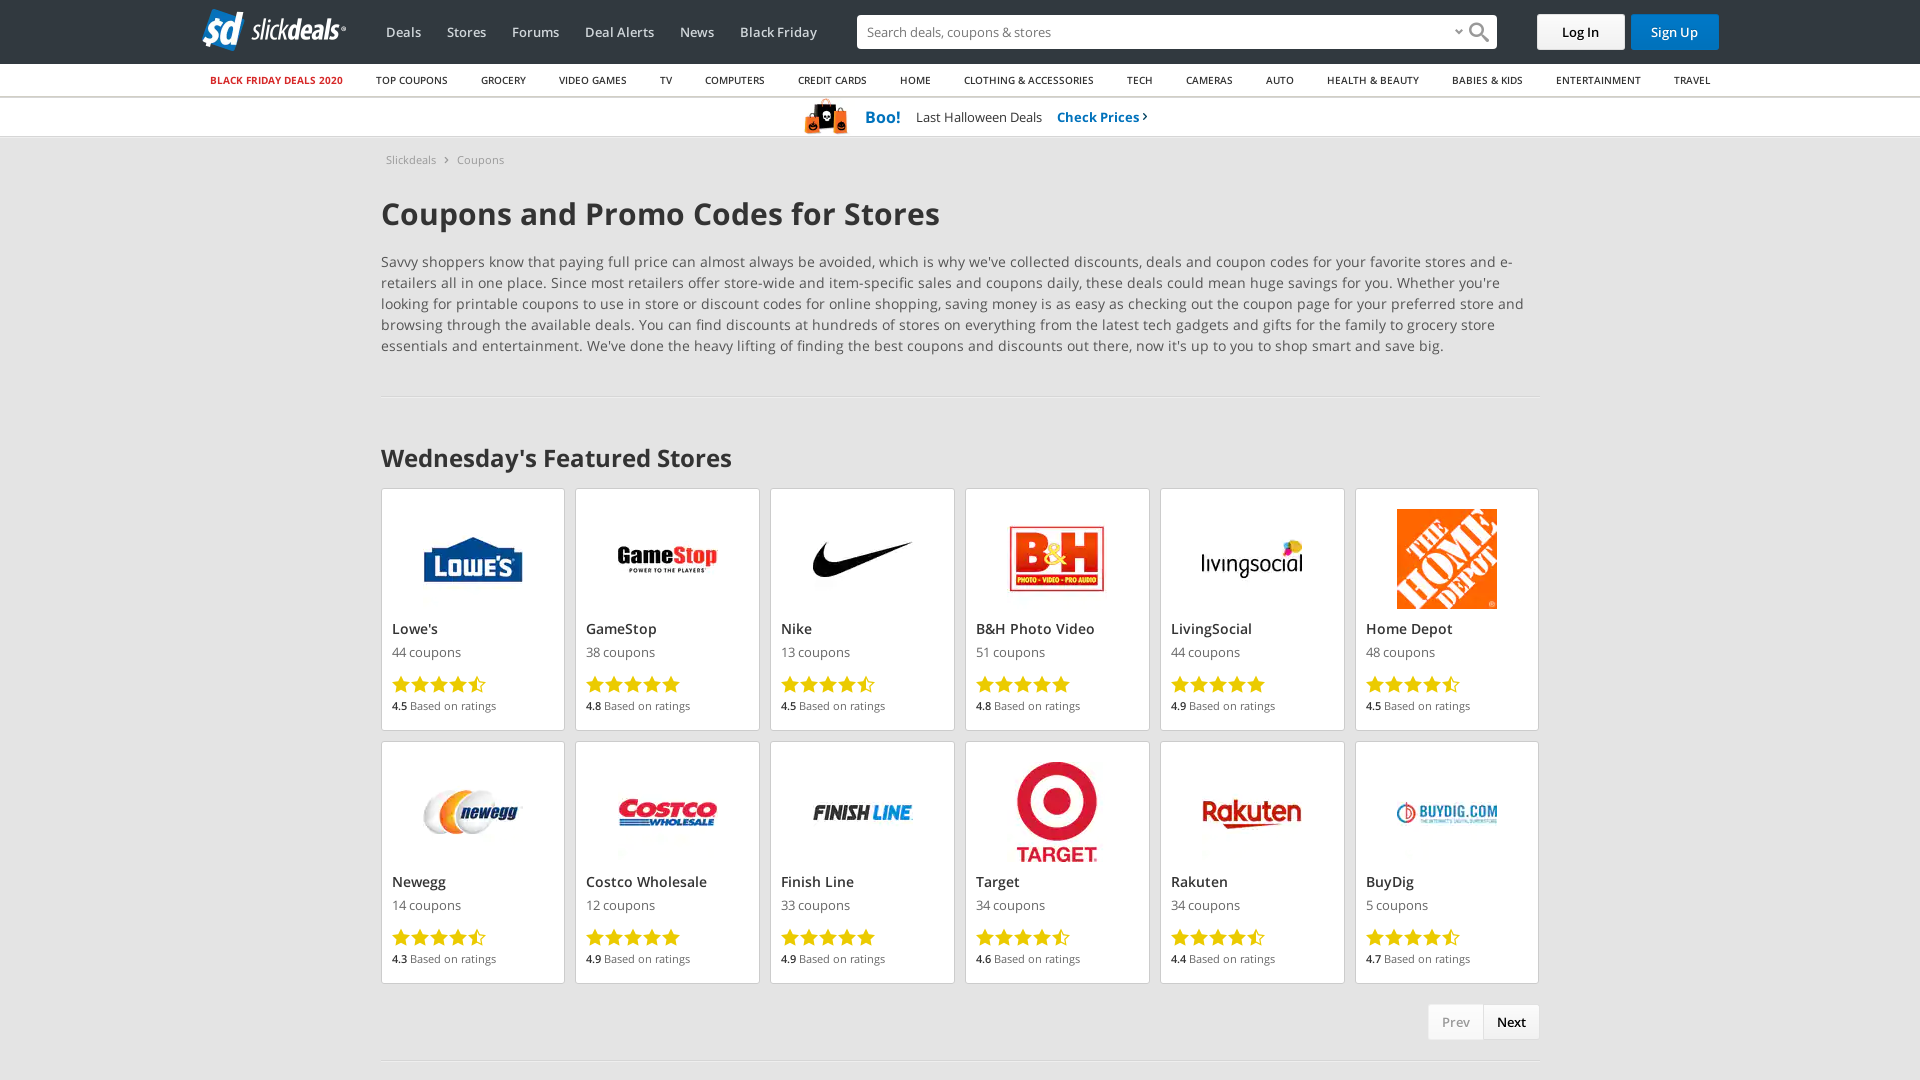 sd slickdeals
Deals Stores Forums Deal Alerts News Black Friday
Search deals, coupons & stores
Log In Sign Up
BLACK FRIDAY DEALS 2020 TOP COUPONS GROCERY VIDEO GAMES TV COMPUTERS CREDIT CARDS HOME CLOTHING & ACCESSORIES TECH CAMERAS AUTO HEALTH & BEAUTY BABIES & KIDS ENTERTAINMENT TRAVEL
Boo! Last Halloween Deals Check Prices ›
Slickdeals › Coupons
Coupons and Promo Codes for Stores
Savvy shoppers know that paying full price can almost always be avoided, which is why we've collected discounts, deals and coupon codes for your favorite stores and e-
retailers all in one place. Since most retailers offer store-wide and item-specific sales and coupons daily, these deals could mean huge savings for you. Whether you're
looking for printable coupons to use in store or discount codes for online shopping, saving money is as easy as checking out the coupon page for your preferred store and
browsing through the available deals. You can find discounts at hundreds of stores on everything from the latest tech gadgets and gifts for the family to grocery store
essentials and entertainment. We've done the heavy lifting of finding the best coupons and discounts out there, now it's up to you to shop smart and save big.
Wednesday's Featured Stores
LOWE'S
Lowe's
44 coupons
4.5 Based on ratings
GameStop
POWER TO THE PLAYERS
GameStop
38 coupons
4.8 Based on ratings
Nike
13 coupons
4.5 Based on ratings
B&H
PHOTO - VIDEO - PRO AUDIO
B&H Photo Video
51 coupons
4.8 Based on ratings
livingsocial
LivingSocial
44 coupons
4.9 Based on ratings
THE HOME DEPOT
Home Depot
48 coupons
4.5 Based on ratings
newegg
Newegg
14 coupons
4.3 Based on ratings
COSTCO
WHOLESALE
Costco Wholesale
12 coupons
4.9 Based on ratings
FINISH LINE
Finish Line
33 coupons
4.9 Based on ratings
TARGET
Target
34 coupons
4.6 Based on ratings
Rakuten
Rakuten
34 coupons
4.4 Based on ratings
BUYDIG.COM
BuyDig
5 coupons
4.7 Based on ratings
Prev Next